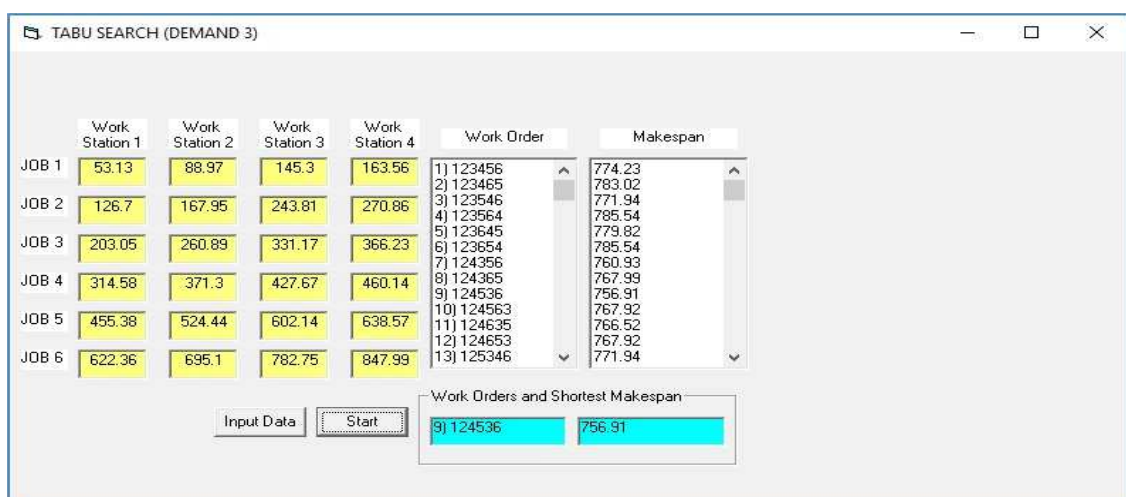 TABU SEARCH (DEMAND 3)
Work Station 1 Work Station 2 Work Station 3 Work Station 4 Work Order Makespan
JOB 1 53.13 88.97 145.3 163.56
JOB 2 126.7 167.95 243.81 270.86
JOB 3 203.05 260.89 331.17 366.23
JOB 4 314.58 371.3 427.67 460.14
JOB 5 455.38 524.44 602.14 638.57
JOB 6 622.36 695.1 782.75 847.99
1) 123456 774.23
2) 123465 783.02
3) 123546 771.94
4) 123564 785.54
5) 123645 779.82
6) 123654 785.54
7) 124356 760.93
8) 124365 767.99
9) 124536 756.91
10) 124563 767.92
11) 124635 766.52
12) 124653 767.92
13) 125346 771.94
Input Data Start
Work Orders and Shortest Makespan
9) 124536 756.91